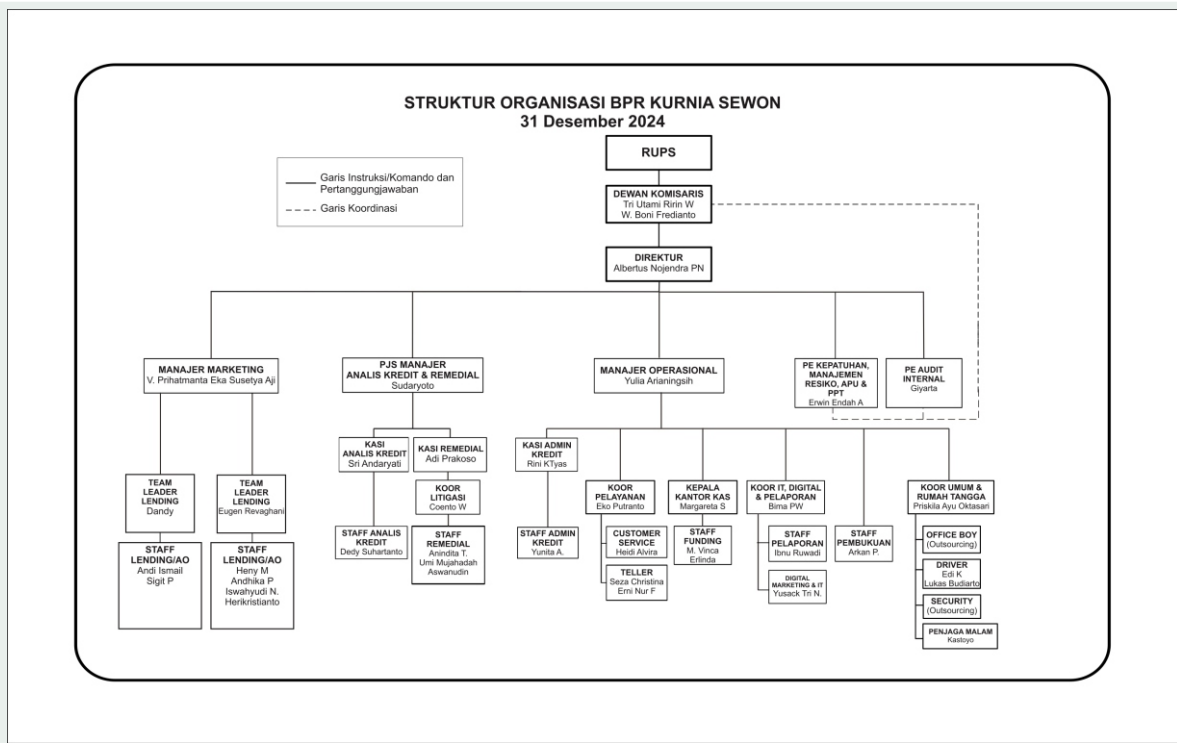 STRUKTUR ORGANISASI BPR KURNIA SEWON
31 Desember 2024
Garis Instruksi/Komando dan
Pertanggungjawaban
Garis Koordinasi
RUPS
DEWAN KOMISARIS
Tri Utami Ririn W
W. Boni Fredianto
DIREKTUR
Albertus Nojendra PN
MANAJER MARKETING
V. Prihatmanta Eka Susetya Aji
PJS MANAJER
ANALIS KREDIT & REMEDIAL
Sudaryoto
MANAJER OPERASIONAL
Yulia Arianingsih
PE KEPATUHAN,
MANAJEMEN
RESIKO, APU &
PPT
Erwin Endah A
PE AUDIT
INTERNAL
Giyarta
TEAM
LEADER
LENDING
Dandy
STAFF
LENDING/AO
Andi Ismail
Sigit P
TEAM
LEADER
LENDING
Eugen Revaghani
STAFF
LENDING/AO
Heny M
Andhika P
Iswahyudi N.
Herikristianto
KASI
ANALIS KREDIT
Sri Andaryati
STAFF ANALIS
KREDIT
Dedy Suhartanto
KASI REMEDIAL
Adi Prakoso
KOOR
LITIGASI
Coento W
STAFF
REMEDIAL
Anindita T.
Umi Mujahadah
Aswanudin
KASI ADMIN
KREDIT
Rini KTyas
STAFF ADMIN
KREDIT
Yunita A.
KOOR
PELAYANAN
Eko Putranto
CUSTOMER
SERVICE
Heidi Alvira
TELLER
Seza Christina
Erni Nur F
KEPALA
KANTOR KAS
Margareta S
STAFF
FUNDING
M. Vinca
Erlinda
KOOR IT, DIGITAL
& PELAPORAN
Bima PW
STAFF
PELAPORAN
Ibnu Ruwadi
DIGITAL
MARKETING & IT
Yusack Tri N.
STAFF
PEMBUKUAN
Arkan P.
KOOR UMUM &
RUMAH TANGGA
Priskila Ayu Oktasari
OFFICE BOY
(Outsourcing)
DRIVER
Edi K
Lukas Budiarto
SECURITY
(Outsourcing)
PENJAGA MALAM
Kastoyo